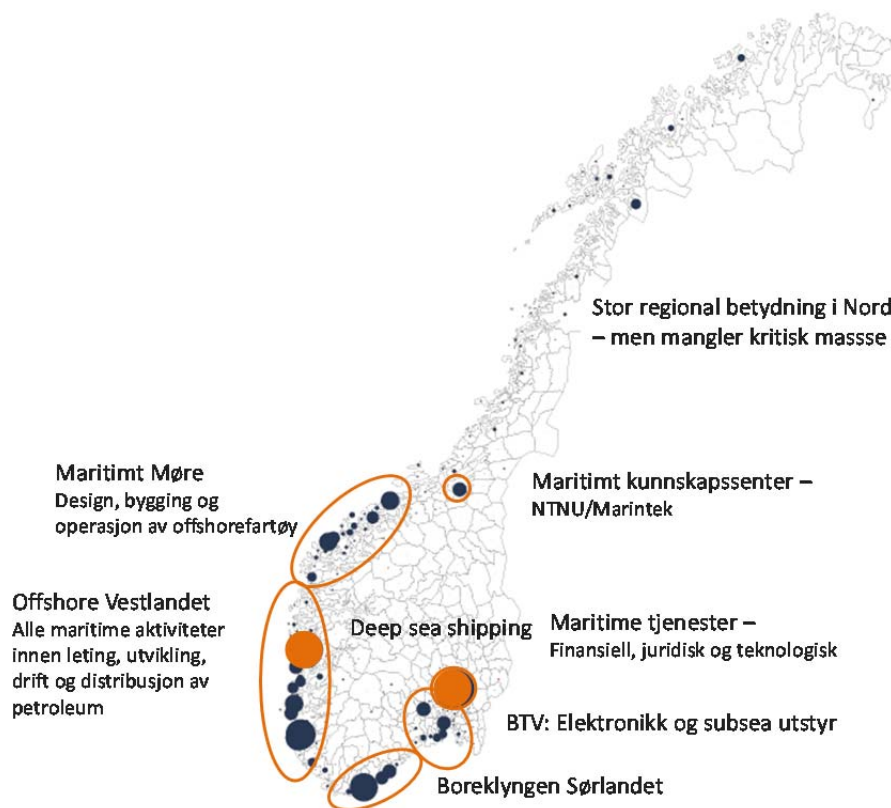 Stor regional betydning i Nord
– men mangler kritisk massse
Maritimt Møre
Design, bygging og
operasjon av offshorefartøy
Maritimt kunnskapssenter –
NTNU/Marintek
Offshore Vestlandet
Alle maritime aktiviteter
innen leting, utvikling,
drift og distribusjon av
petroleum
Deep sea shipping
Maritime tjenester –
Finansiell, juridisk og teknologisk
BTV: Elektronikk og subsea utstyr
Boreklyngen Sørlandet